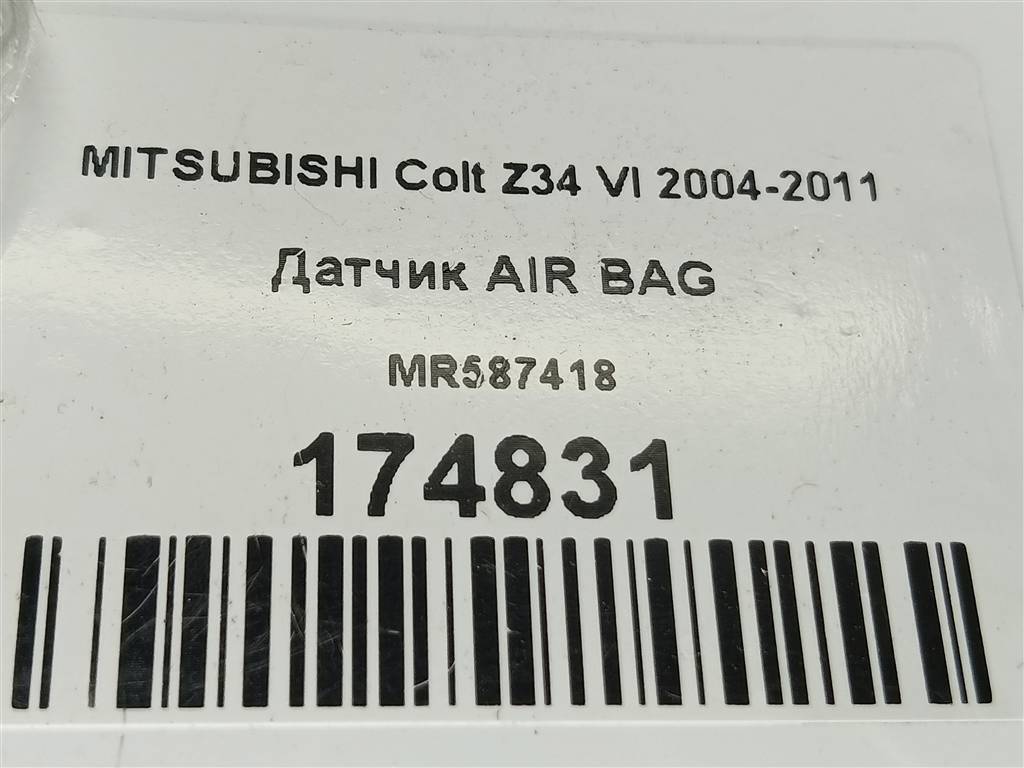 MITSUBISHI Colt Z34 VI 2004-2011
Датчик AIR BAG
MR587418
174831